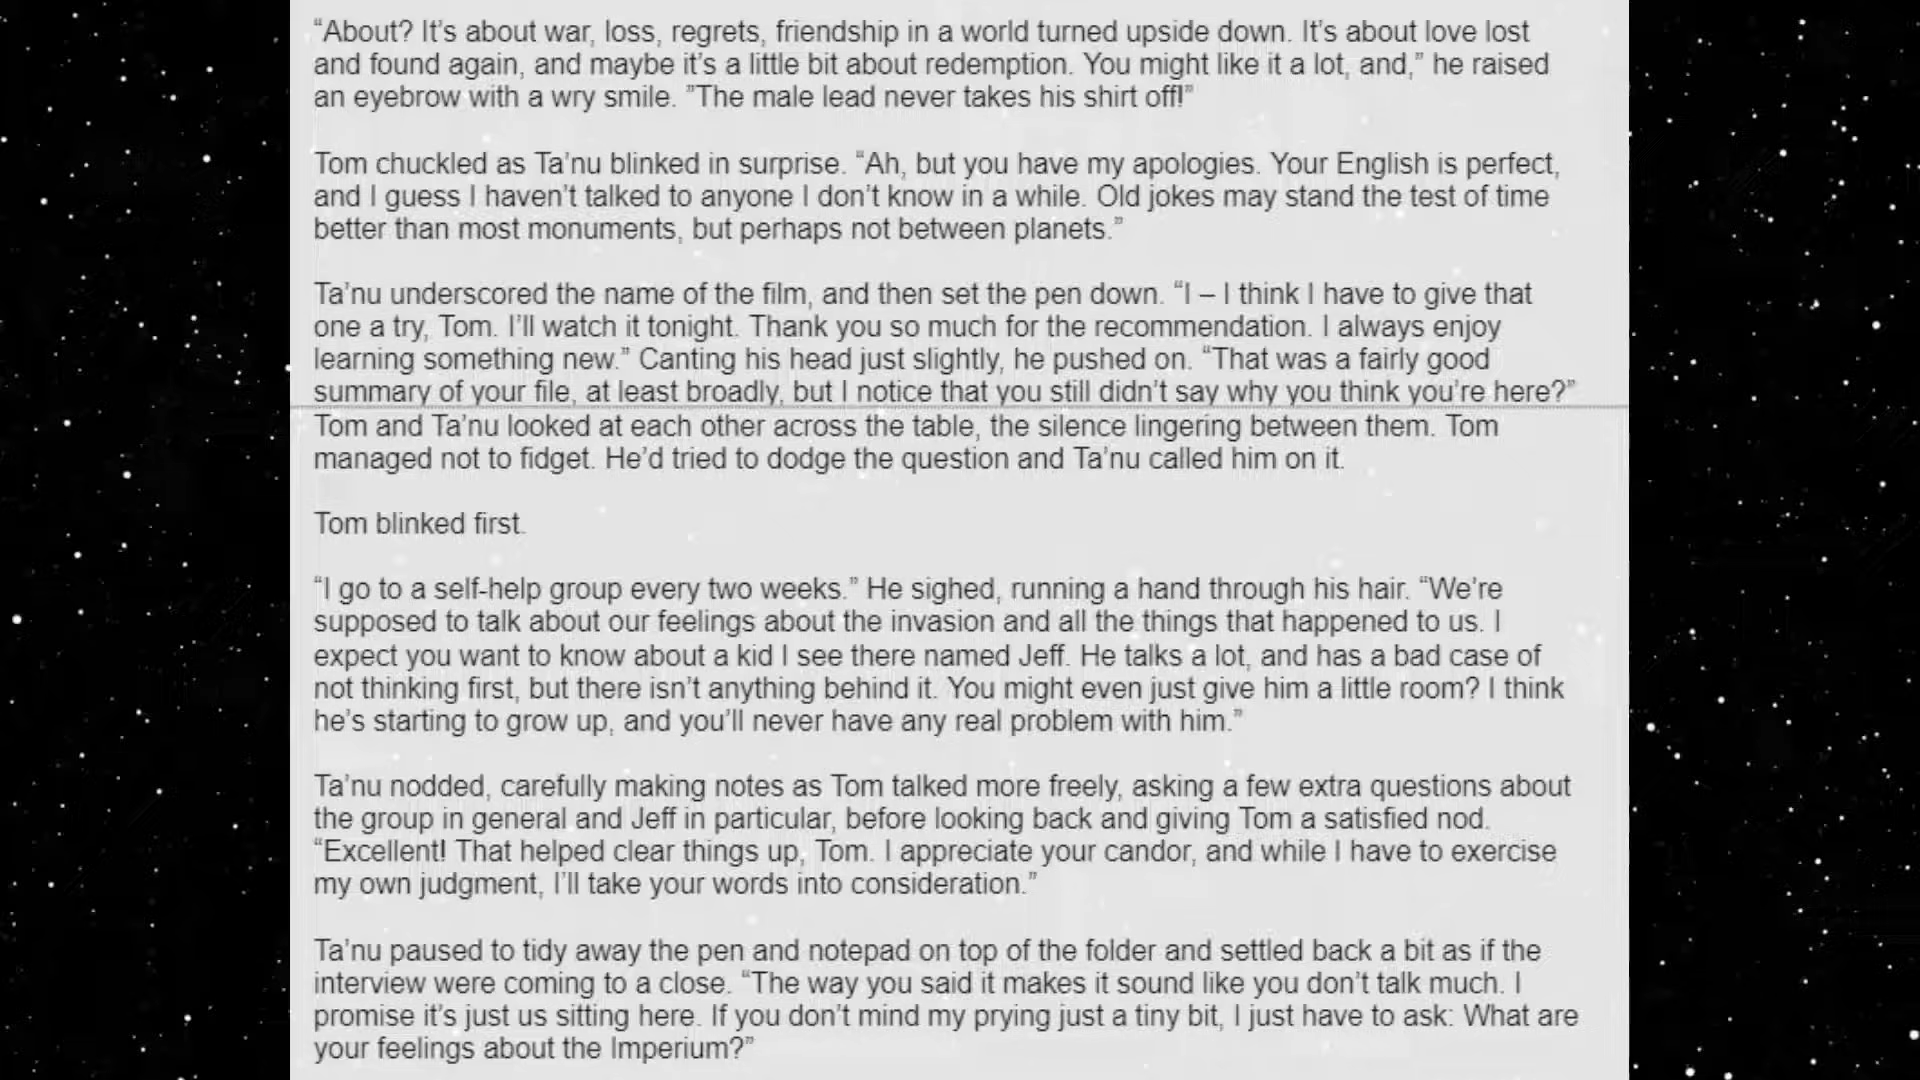 “About? It’s about war, loss, regrets, friendship in a world turned upside down. It’s about love lost
and found again, and maybe it’s a little bit about redemption. You might like it a lot, and,” he raised
an eyebrow with a wry smile. ”The male lead never takes his shirt off!”
Tom chuckled as Ta’nu blinked in surprise. “Ah, but you have my apologies. Your English is perfect,
and I guess I haven’t talked to anyone I don’t know in a while. Old jokes may stand the test of time
better than most monuments, but perhaps not between planets.”
Ta’nu underscored the name of the film, and then set the pen down. “I – I think I have to give that
one a try, Tom. I’ll watch it tonight. Thank you so much for the recommendation. I always enjoy
learning something new.” Canting his head just slightly, he pushed on. “That was a fairly good
summary of your file, at least broadly, but I notice that you still didn’t say why you think you’re here?”
Tom and Ta’nu looked at each other across the table, the silence lingering between them. Tom
managed not to fidget. He’d tried to dodge the question and Ta’nu called him on it.
Tom blinked first.
“I go to a self-help group every two weeks.” He sighed, running a hand through his hair. “We’re
supposed to talk about our feelings about the invasion and all the things that happened to us. I
expect you want to know about a kid I see there named Jeff. He talks a lot, and has a bad case of
not thinking first, but there isn’t anything behind it. You might even just give him a little room? I think
he’s starting to grow up, and you’ll never have any real problem with him.”
Ta’nu nodded, carefully making notes as Tom talked more freely, asking a few extra questions about
the group in general and Jeff in particular, before looking back and giving Tom a satisfied nod.
“Excellent! That helped clear things up, Tom. I appreciate your candor, and while I have to exercise
my own judgment, I’ll take your words into consideration.”
Ta’nu paused to tidy away the pen and notepad on top of the folder and settled back a bit as if the
interview were coming to a close. “The way you said it makes it sound like you don’t talk much. I
promise it’s just us sitting here. If you don’t mind my prying just a tiny bit, I just have to ask: What are
your feelings about the Imperium?”